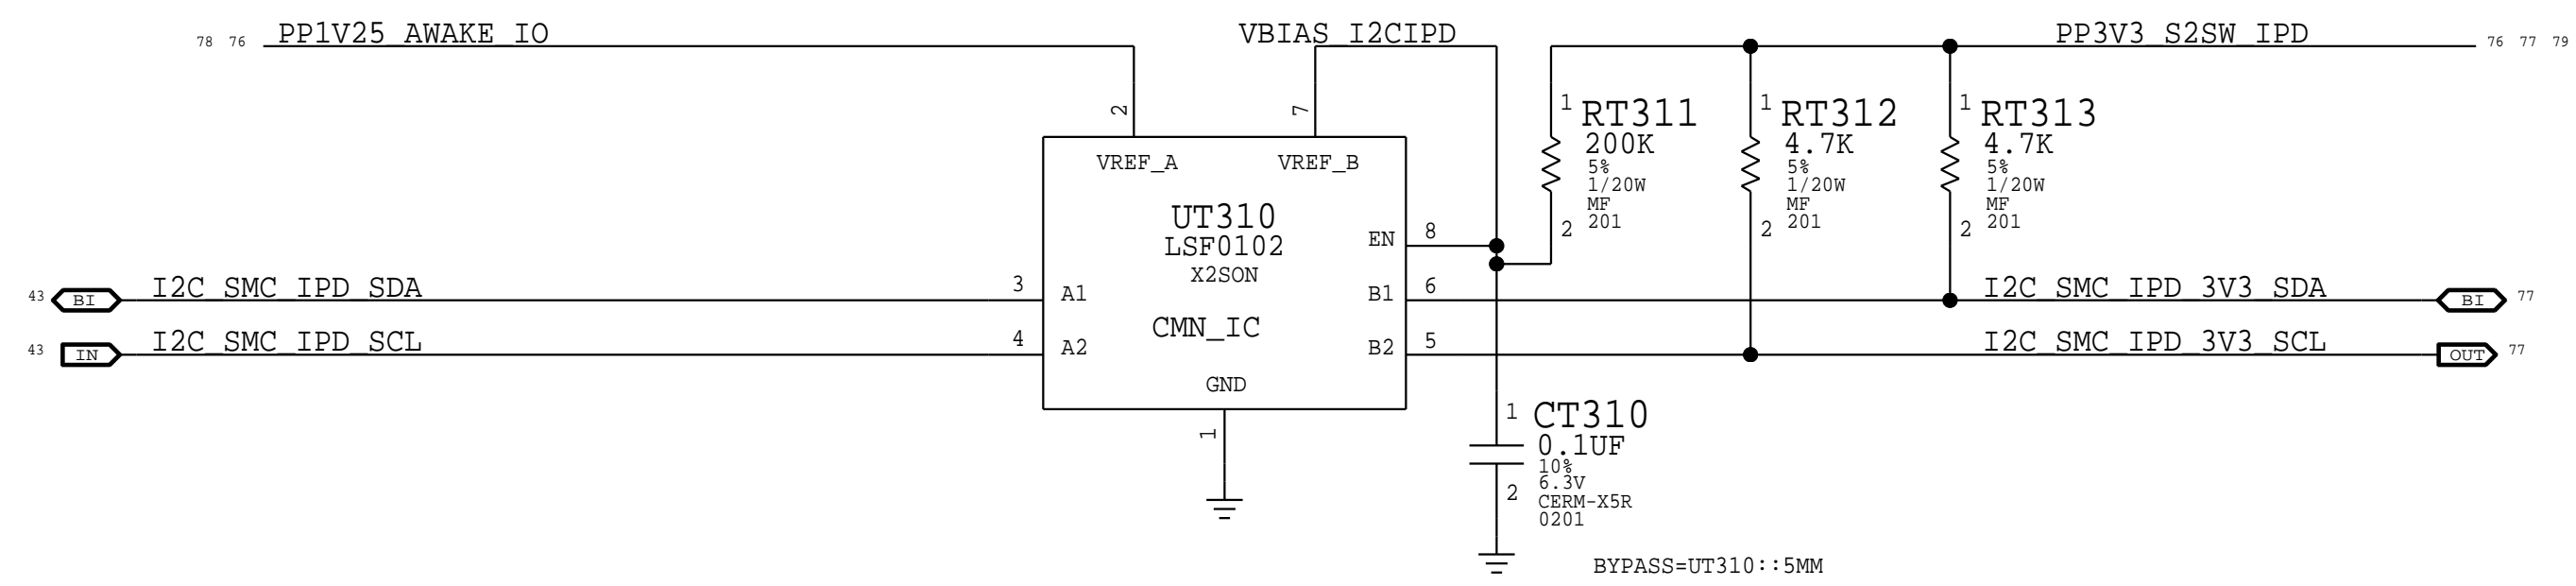 78 76 PP1V25_AWAKE_IO
VBIAS_I2CIPD
PP3V3_S2SW_IPD 76 77 79
2
7
VREF_A
VREF_B
UT310
LSF0102
X2SON
CMN_IC
EN
8
A1
3
A2
4
B1
6
B2
5
GND
1
1
RT311
200K
5%
1/20W
MF
201
2
1
RT312
4.7K
5%
1/20W
MF
201
2
1
RT313
4.7K
5%
1/20W
MF
201
2
43 BI I2C_SMC_IPD_SDA
43 IN I2C_SMC_IPD_SCL
I2C_SMC_IPD_3V3_SDA BI 77
I2C_SMC_IPD_3V3_SCL OUT 77
1
CT310
0.1UF
10%
6.3V
CERM-X5R
0201
2
BYPASS=UT310::5MM